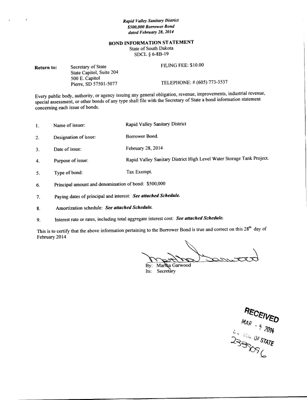 Rapid Valley Sanitary District
$500,000 Borrower Bond
dated February 28, 2014
BOND INFORMATION STATEMENT
State of South Dakota
SDCL § 6-8B-19
Return to: Secretary of State FILING FEE: $10.00
State Capitol, Suite 204
500 E. Capitol
Pierre, SD 57501-5077 TELEPHONE: # (605) 773-3537
Every public body, authority, or agency issuing any general obligation, revenue, improvements, industrial revenue,
special assessment, or other bonds of any type shall file with the Secretary of State a bond information statement
concerning each issue of bonds.
1. Name of issuer: Rapid Valley Sanitary District
2. Designation of issue: Borrower Bond.
3. Date of issue: February 28, 2014
4. Purpose of issue: Rapid Valley Sanitary District High Level Water Storage Tank Project.
5. Type of bond: Tax Exempt.
6. Principal amount and denomination of bond: $500,000
7. Paying dates of principal and interest: See attached Schedule.
8. Amortization schedule: See attached Schedule.
9. Interest rate or rates, including total aggregate interest cost: See attached Schedule.
This is to certify that the above information pertaining to the Borrower Bond is true and correct on this 28th day of
February 2014
Martha Garwood
By: Martha Garwood
Its: Secretary
RECEIVED
MAR 2014
OF STATE